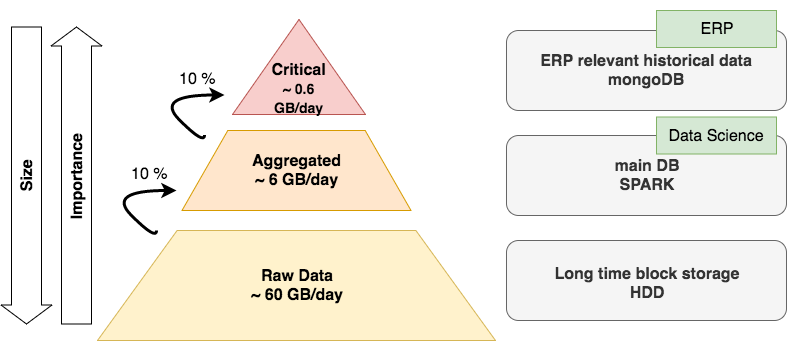 ERP
Critical
~ 0.6
GB/day
10 %
ERP relevant historical data
mongoDB
Data Science
Aggregated
~ 6 GB/day
10 %
main DB
SPARK
Size
Importance
Raw Data
~ 60 GB/day
Long time block storage
HDD